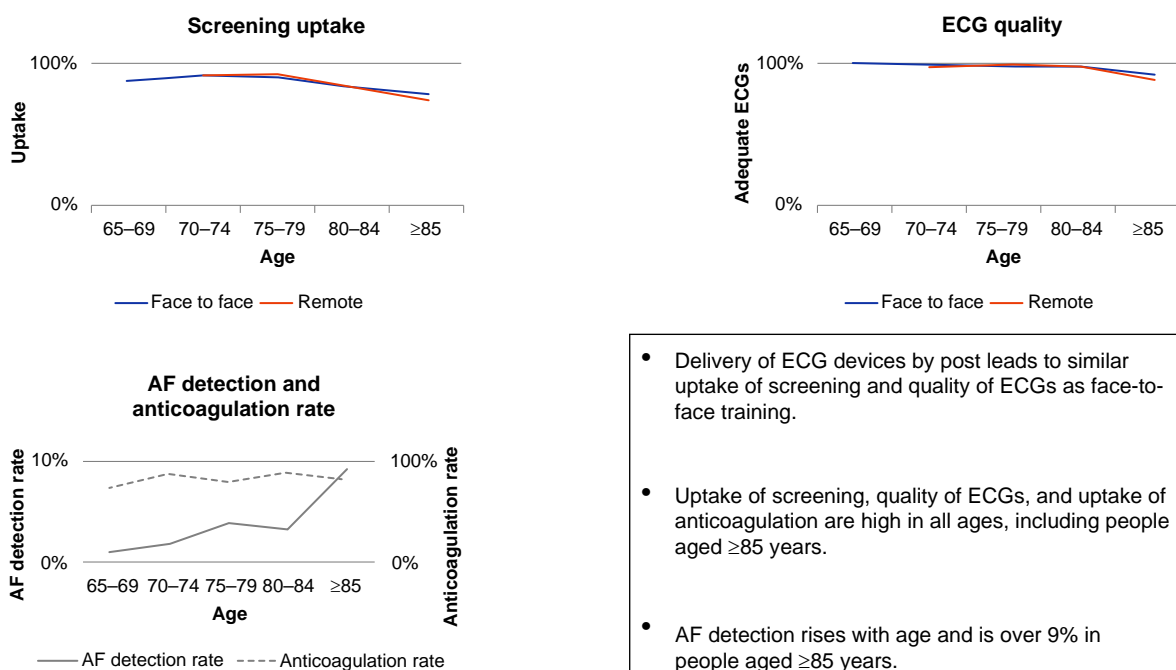 Screening uptake
100%
Uptake
0%
65–69 70–74 75–79 80–84 ≥85
Age
Face to face Remote
ECG quality
100%
Adequate ECGs
0%
65–69 70–74 75–79 80–84 ≥85
Age
Face to face Remote
AF detection and
anticoagulation rate
10% 100%
AF detection rate
Anticoagulation rate
0% 0%
65–69 70–74 75–79 80–84 ≥85
Age
AF detection rate Anticoagulation rate
• Delivery of ECG devices by post leads to similar
uptake of screening and quality of ECGs as face-to-
face training.
• Uptake of screening, quality of ECGs, and uptake of
anticoagulation are high in all ages, including people
aged ≥85 years.
• AF detection rises with age and is over 9% in
people aged ≥85 years.